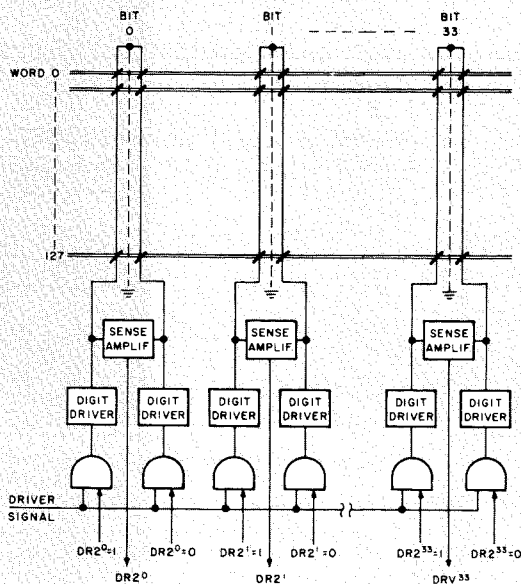 BIT 0
BIT 1
BIT 33
WORD 0
127
SENSE AMPLIF.
SENSE AMPLIF.
SENSE AMPLIF.
DIGIT DRIVER
DIGIT DRIVER
DIGIT DRIVER
DIGIT DRIVER
DIGIT DRIVER
DIGIT DRIVER
DRIVER SIGNAL
DR2⁰=1
DR2⁰=0
DR2¹=1
DR2¹=0
DR2³³=1
DR2³³=0
DR2⁰
DR2¹
DRV³³